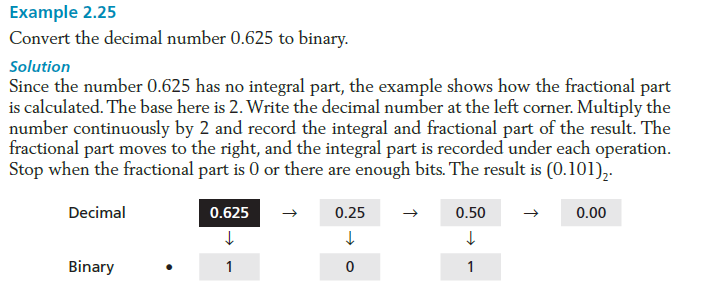 Example 2.25
Convert the decimal number 0.625 to binary.
Solution
Since the number 0.625 has no integral part, the example shows how the fractional part
is calculated. The base here is 2. Write the decimal number at the left corner. Multiply the
number continuously by 2 and record the integral and fractional part of the result. The
fractional part moves to the right, and the integral part is recorded under each operation.
Stop when the fractional part is 0 or there are enough bits. The result is (0.101)₂.
Decimal 0.625 → 0.25 → 0.50 → 0.00
↓ ↓ ↓
Binary • 1 0 1